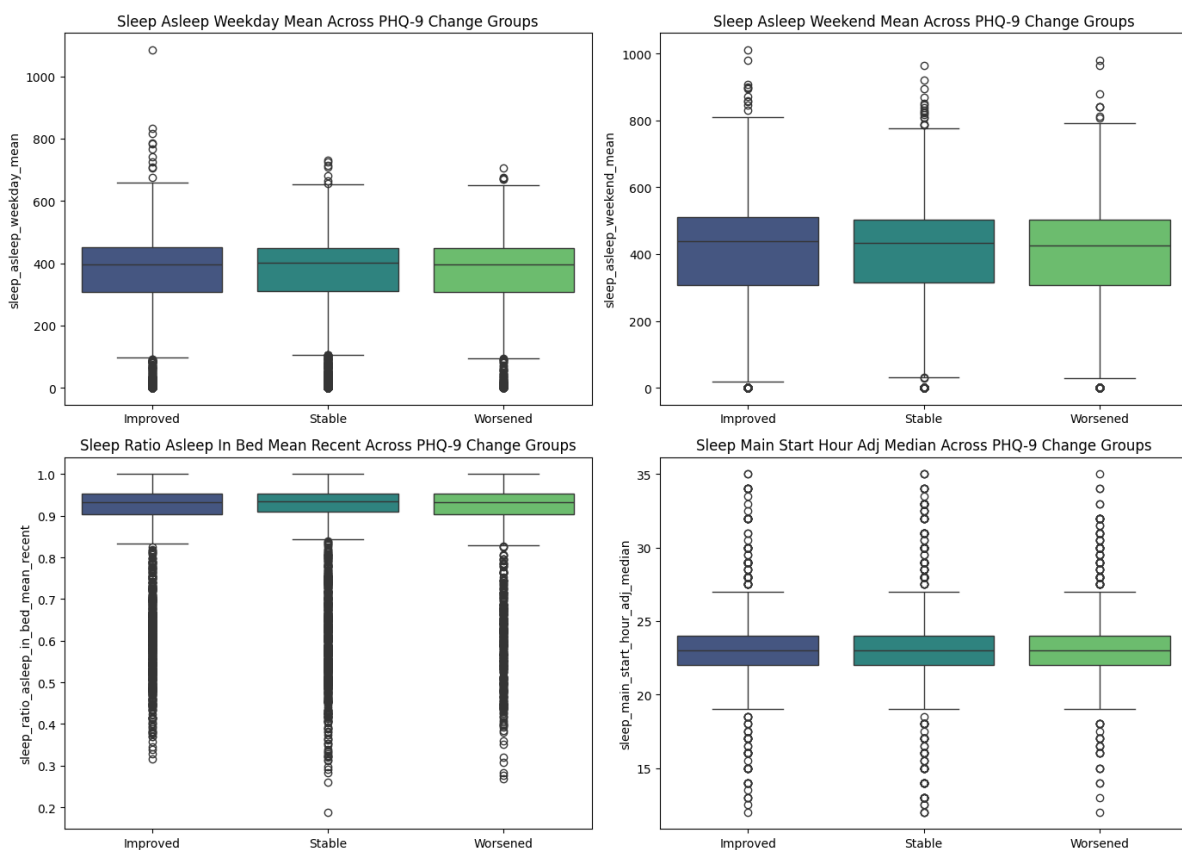 Sleep Asleep Weekday Mean Across PHQ-9 Change Groups
sleep_asleep_weekday_mean
1000
800
600
400
200
0
Improved
Stable
Worsened
Sleep Asleep Weekend Mean Across PHQ-9 Change Groups
sleep_asleep_weekend_mean
1000
800
600
400
200
0
Improved
Stable
Worsened
Sleep Ratio Asleep In Bed Mean Recent Across PHQ-9 Change Groups
sleep_ratio_asleep_in_bed_mean_recent
1.0
0.9
0.8
0.7
0.6
0.5
0.4
0.3
0.2
Improved
Stable
Worsened
Sleep Main Start Hour Adj Median Across PHQ-9 Change Groups
sleep_main_start_hour_adj_median
35
30
25
20
15
Improved
Stable
Worsened